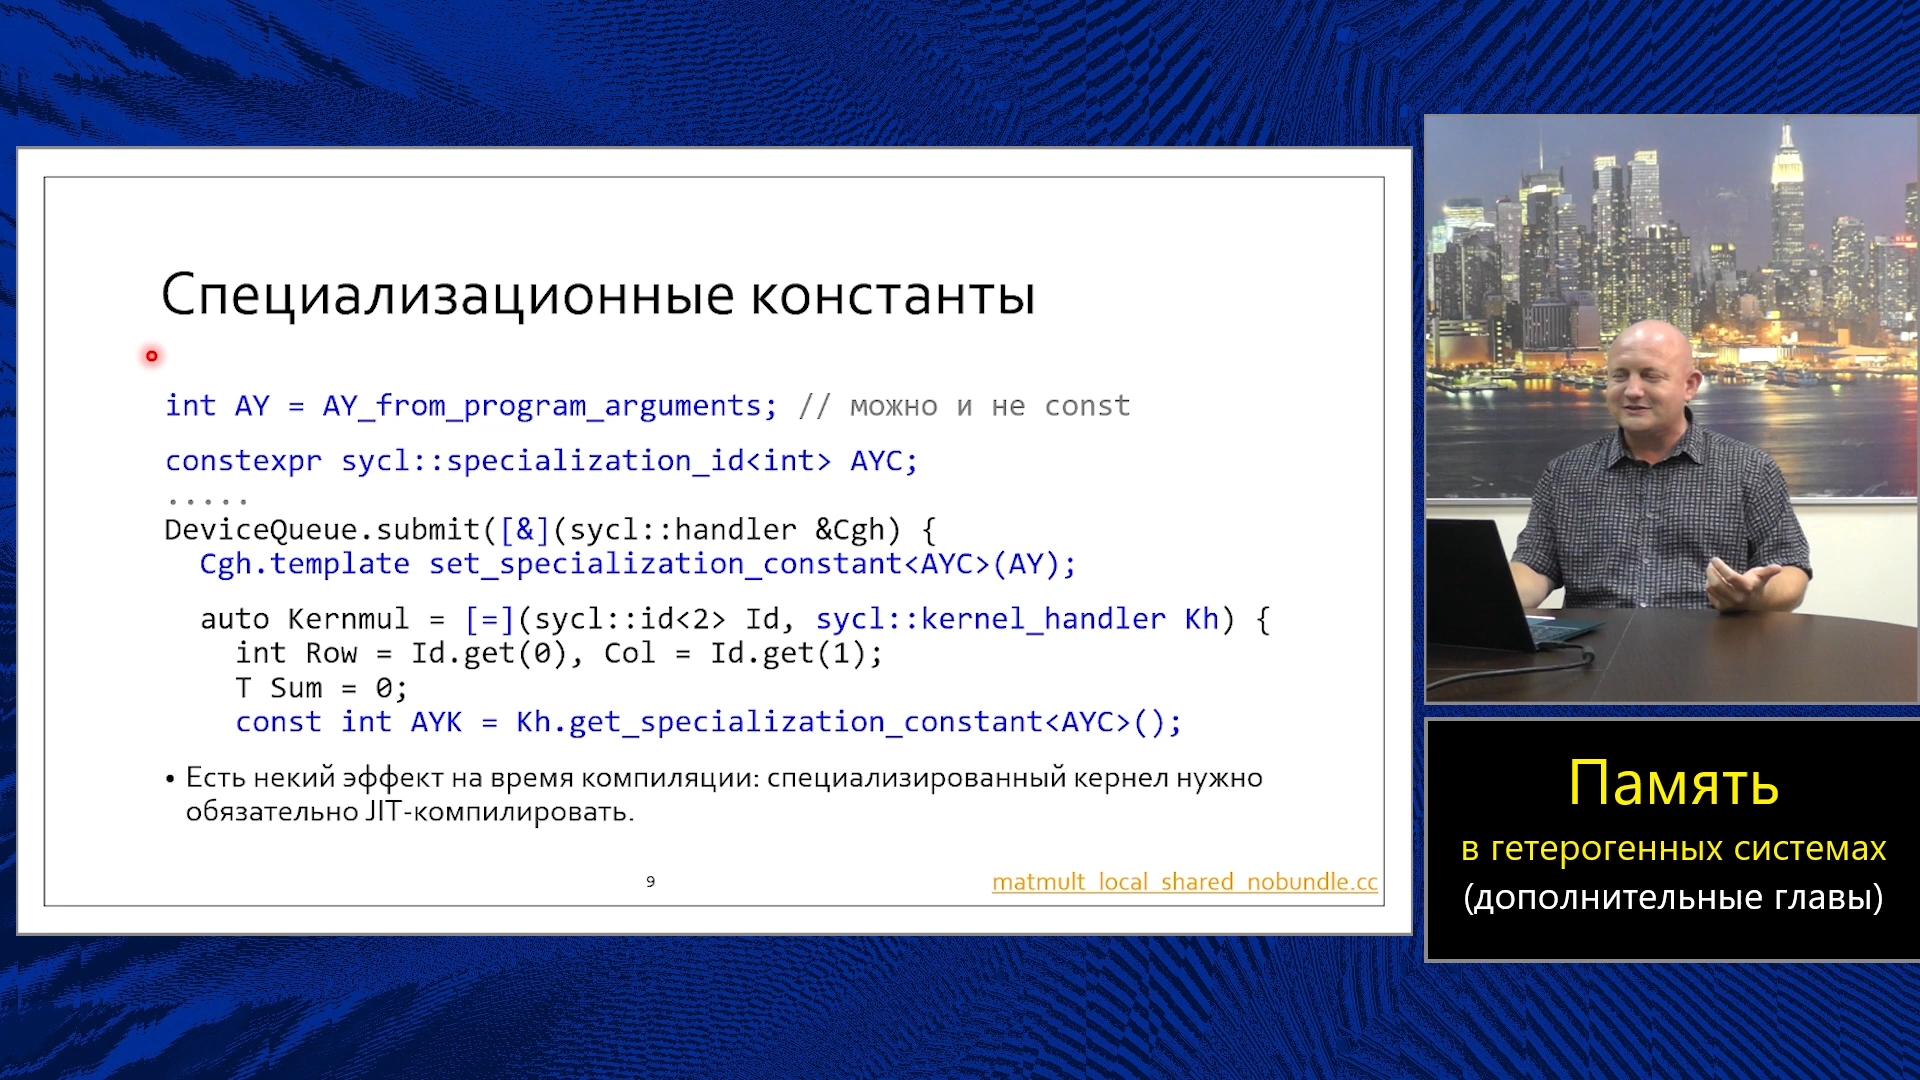 Специализационные константы
int AY = AY_from_program_arguments; // можно и не const
constexpr sycl::specialization_id<int> AYC;
.....
DeviceQueue.submit([&](sycl::handler &Cgh) {
Cgh.template set_specialization_constant<AYC>(AY);
auto Kernmul = [=](sycl::id<2> Id, sycl::kernel_handler Kh) {
int Row = Id.get(0), Col = Id.get(1);
T Sum = 0;
const int AYK = Kh.get_specialization_constant<AYC>();
• Есть некий эффект на время компиляции: специализированный кернел нужно
обязательно JIT-компилировать.
9
matmult_local_shared_nobundle.cc
Память
в гетерогенных системах
(дополнительные главы)